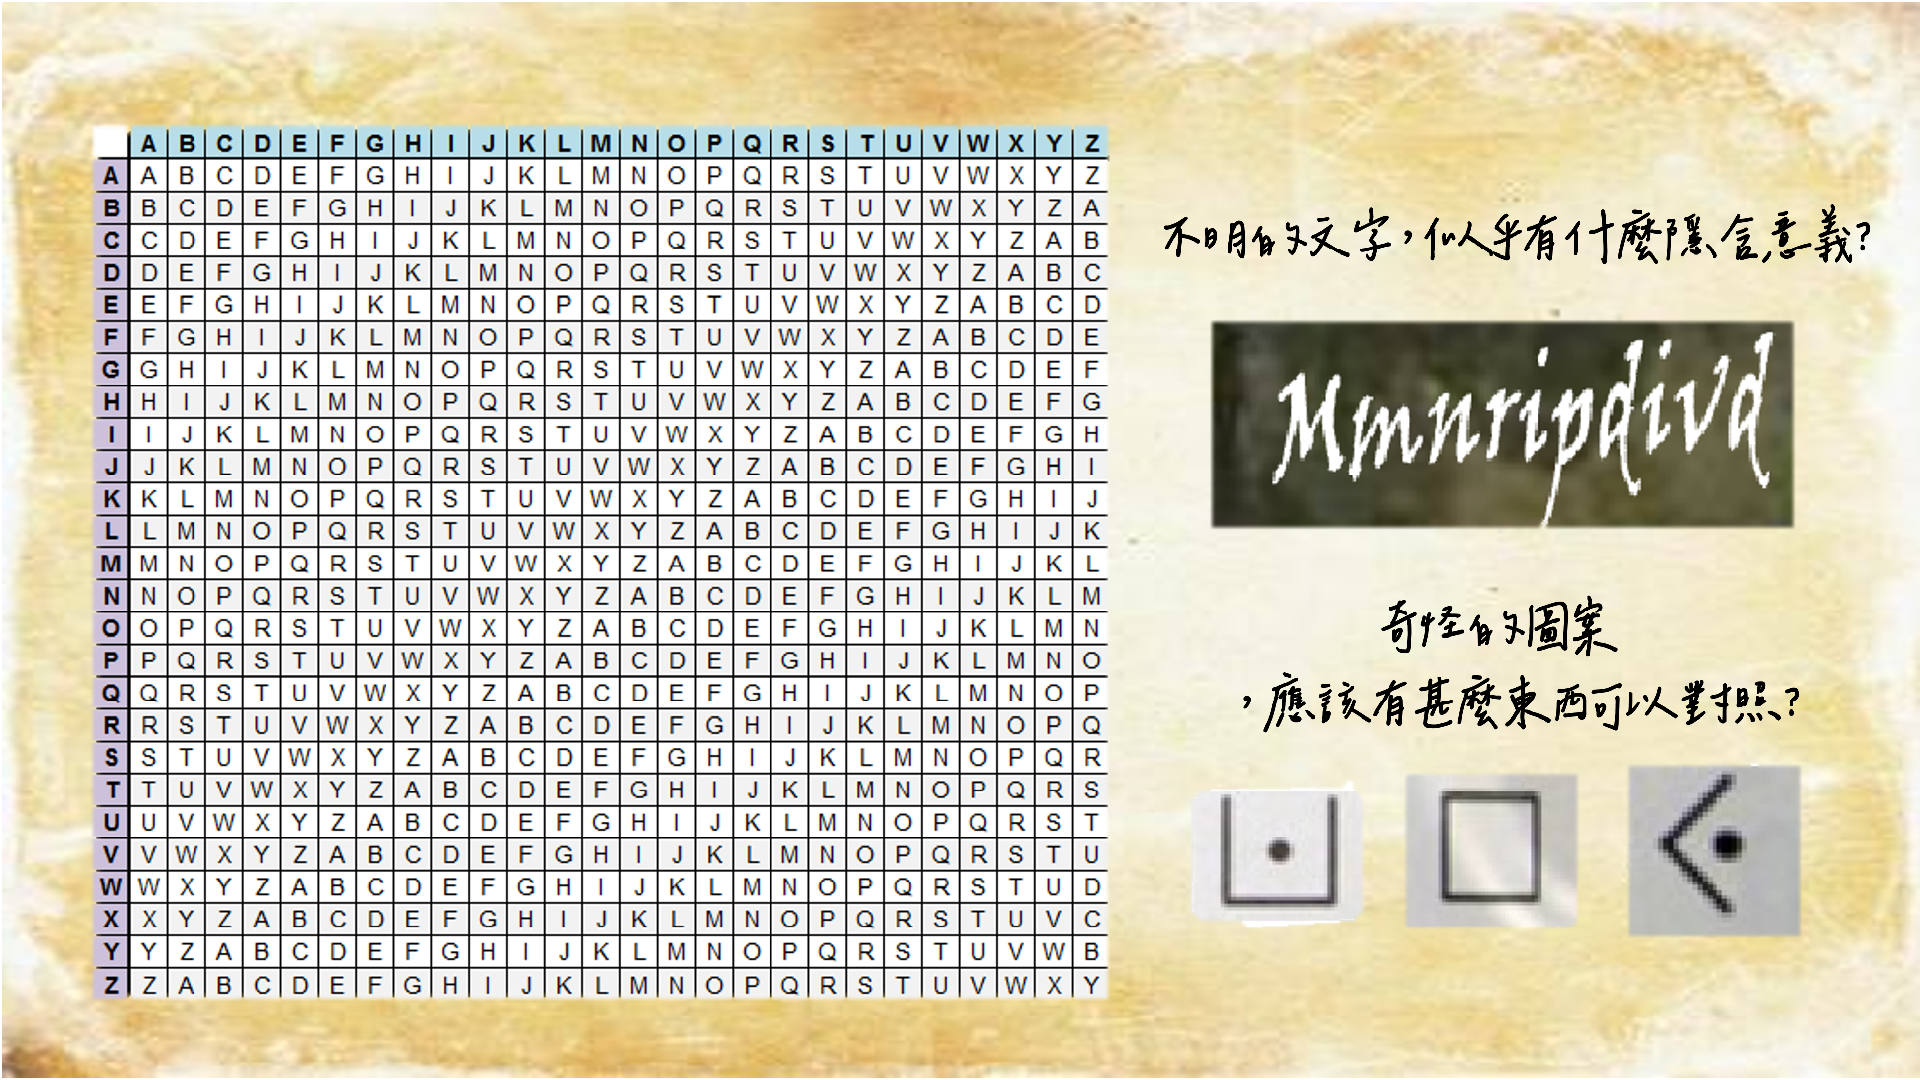 A B C D E F G H I J K L M N O P Q R S T U V W X Y Z
A A B C D E F G H I J K L M N O P Q R S T U V W X Y Z
B B C D E F G H I J K L M N O P Q R S T U V W X Y Z A
C C D E F G H I J K L M N O P Q R S T U V W X Y Z A B
D D E F G H I J K L M N O P Q R S T U V W X Y Z A B C
E E F G H I J K L M N O P Q R S T U V W X Y Z A B C D
F F G H I J K L M N O P Q R S T U V W X Y Z A B C D E
G G H I J K L M N O P Q R S T U V W X Y Z A B C D E F
H H I J K L M N O P Q R S T U V W X Y Z A B C D E F G
I I J K L M N O P Q R S T U V W X Y Z A B C D E F G H
J J K L M N O P Q R S T U V W X Y Z A B C D E F G H I
K K L M N O P Q R S T U V W X Y Z A B C D E F G H I J
L L M N O P Q R S T U V W X Y Z A B C D E F G H I J K
M M N O P Q R S T U V W X Y Z A B C D E F G H I J K L
N N O P Q R S T U V W X Y Z A B C D E F G H I J K L M
O O P Q R S T U V W X Y Z A B C D E F G H I J K L M N
P P Q R S T U V W X Y Z A B C D E F G H I J K L M N O
Q Q R S T U V W X Y Z A B C D E F G H I J K L M N O P
R R S T U V W X Y Z A B C D E F G H I J K L M N O P Q
S S T U V W X Y Z A B C D E F G H I J K L M N O P Q R
T T U V W X Y Z A B C D E F G H I J K L M N O P Q R S
U U V W X Y Z A B C D E F G H I J K L M N O P Q R S T
V V W X Y Z A B C D E F G H I J K L M N O P Q R S T U
W W X Y Z A B C D E F G H I J K L M N O P Q R S T U D
X X Y Z A B C D E F G H I J K L M N O P Q R S T U V C
Y Y Z A B C D E F G H I J K L M N O P Q R S T U V W B
Z Z A B C D E F G H I J K L M N O P Q R S T U V W X Y
不明的文字，似乎有什麼隱含意義?
Mmnripdivd
奇怪的圖案
，應該有甚麼東西可以對照?